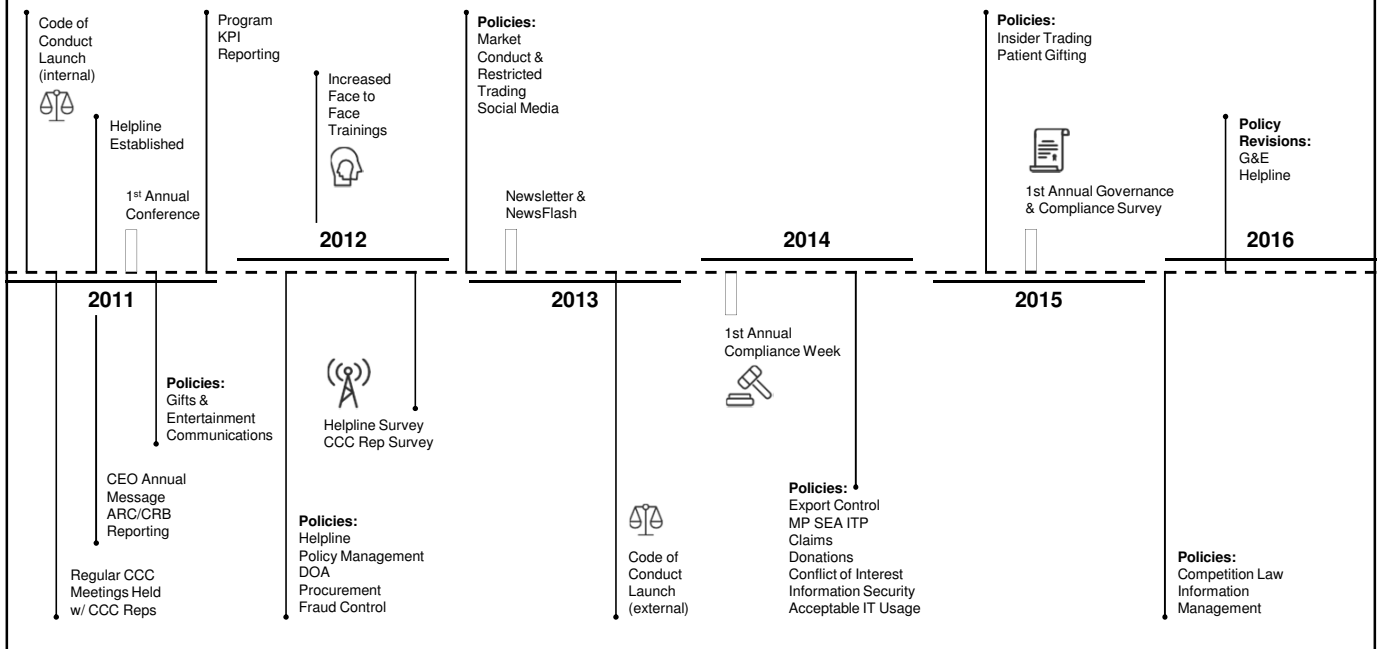 Code of
Conduct
Launch
(internal)
Helpline
Established
1st Annual
Conference
Program
KPI
Reporting
Increased
Face to
Face
Trainings
2012
Policies:
Market
Conduct &
Restricted
Trading
Social Media
Newsletter &
NewsFlash
2014
Policies:
Insider Trading
Patient Gifting
1st Annual Governance
& Compliance Survey
Policy
Revisions:
G&E
Helpline
2016
2011
Policies:
Gifts &
Entertainment
Communications
CEO Annual
Message
ARC/CRB
Reporting
Regular CCC
Meetings Held
w/ CCC Reps
Helpline Survey
CCC Rep Survey
Policies:
Helpline
Policy Management
DOA
Procurement
Fraud Control
2013
Code of
Conduct
Launch
(external)
1st Annual
Compliance Week
Policies:
Export Control
MP SEA ITP
Claims
Donations
Conflict of Interest
Information Security
Acceptable IT Usage
2015
Policies:
Competition Law
Information
Management